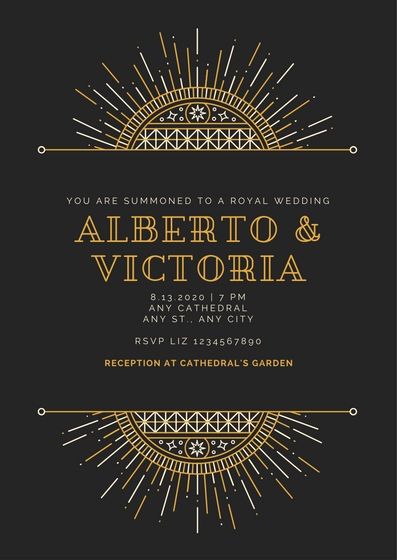 YOU ARE SUMMONED TO A ROYAL WEDDING
ALBERTO &
VICTORIA
8.13.2020 | 7 PM
ANY CATHEDRAL
ANY ST., ANY CITY
RSVP LIZ 1234567890
RECEPTION AT CATHEDRAL'S GARDEN